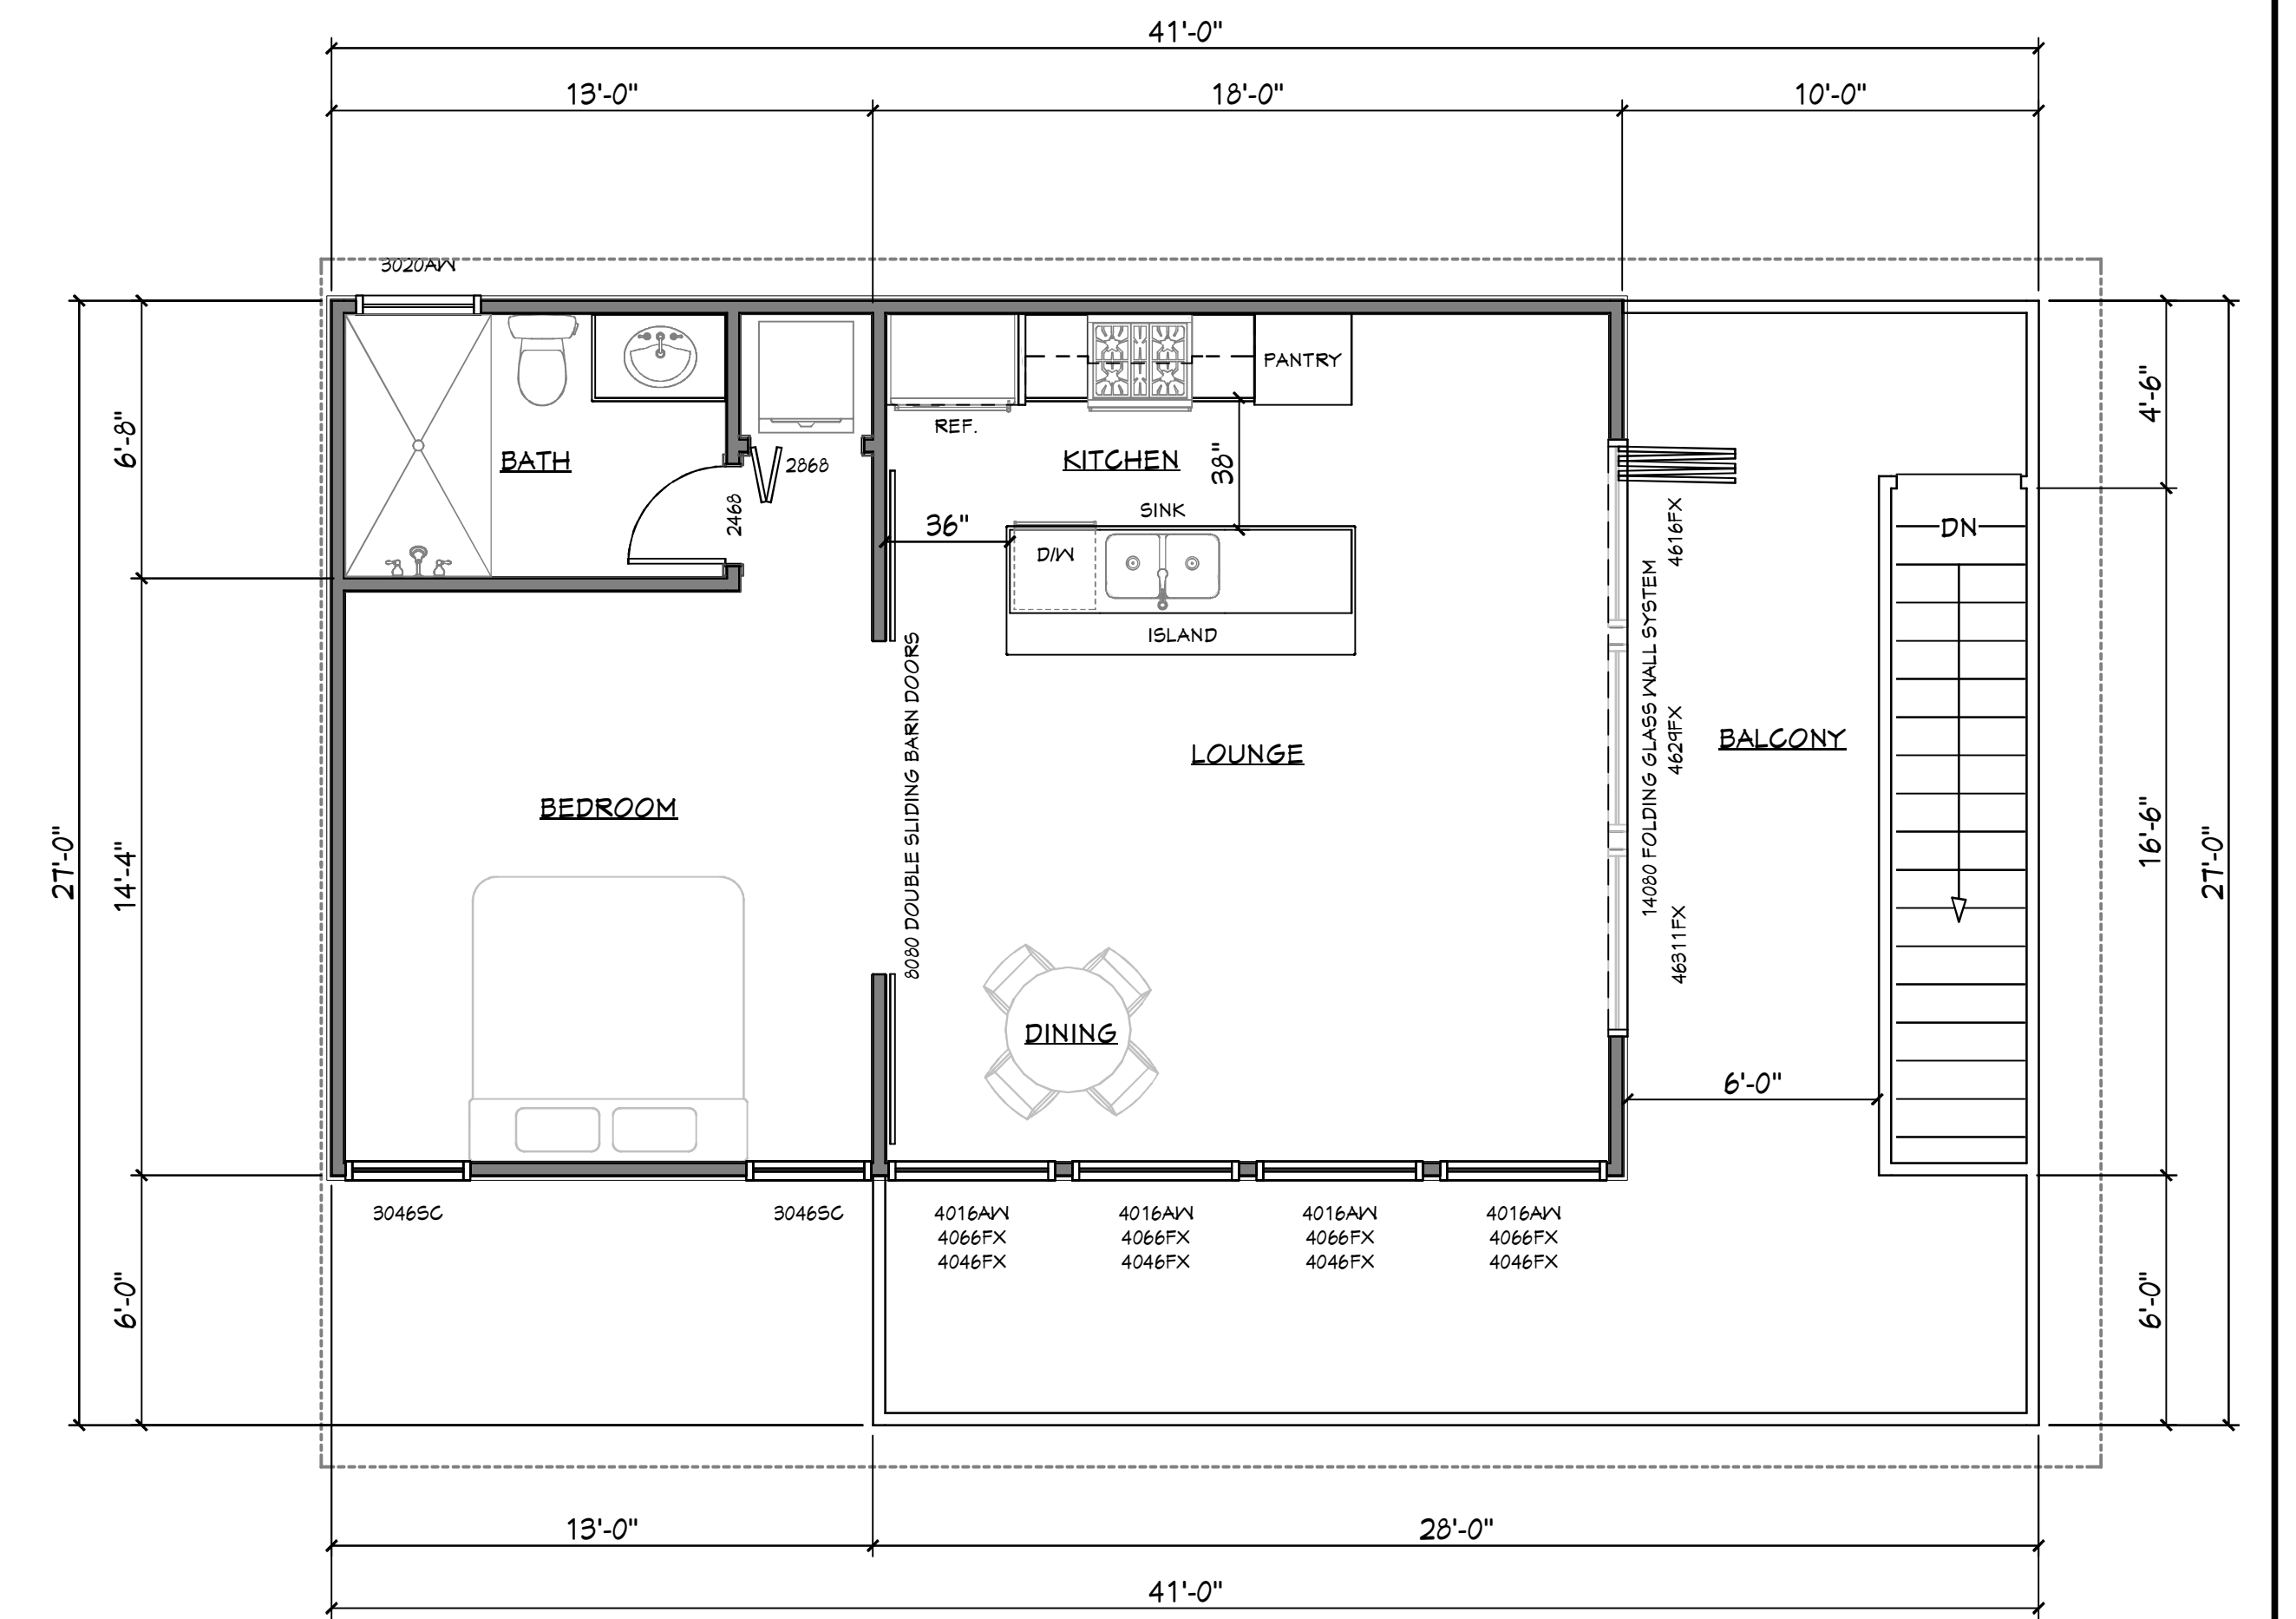 41'-0"
13'-0"
18'-0"
10'-0"
3020AW
PANTRY
REF.
BATH
2868
KITCHEN
38"
2468
SINK
36"
D/W
ISLAND
DN
4616FX
14080 FOLDING GLASS WALL SYSTEM
4629FX
46311FX
8080 DOUBLE SLIDING BARN DOORS
LOUNGE
BALCONY
BEDROOM
DINING
6'-0"
27'-0"
6'-8"
14'-4"
6'-0"
4'-6"
16'-6"
6'-0"
27'-0"
3046SC
3046SC
4016AW
4066FX
4046FX
4016AW
4066FX
4046FX
4016AW
4066FX
4046FX
4016AW
4066FX
4046FX
13'-0"
28'-0"
41'-0"